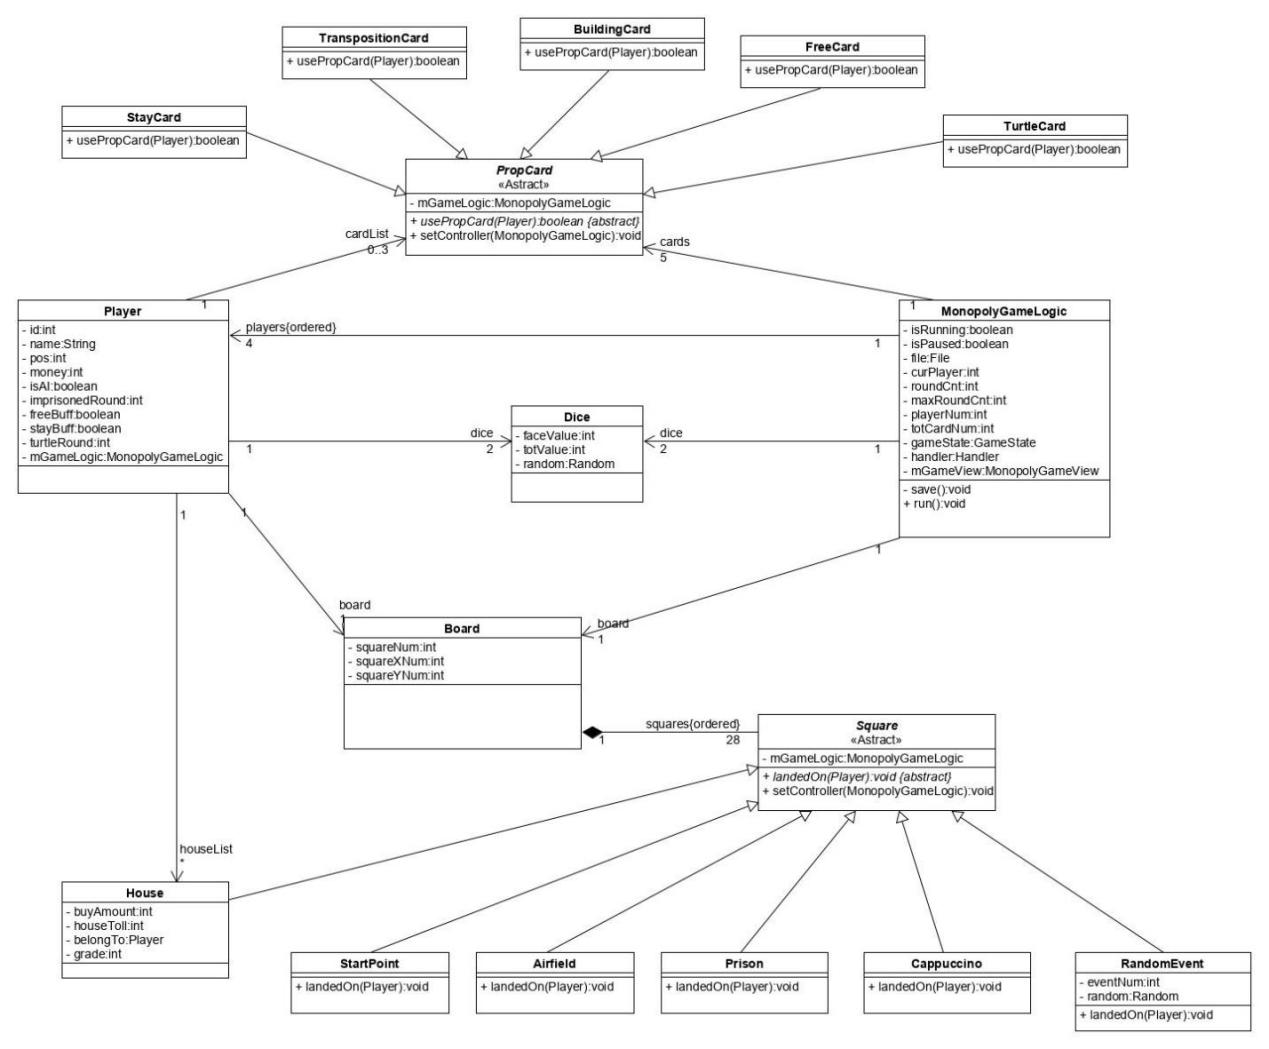 BuildingCard
+ usePropCard(Player):boolean
TranspositionCard
+ usePropCard(Player):boolean
FreeCard
+ usePropCard(Player):boolean
StayCard
+ usePropCard(Player):boolean
TurtleCard
+ usePropCard(Player):boolean
PropCard
«Astract»
- mGameLogic:MonopolyGameLogic
+ usePropCard(Player):boolean {abstract}
+ setController(MonopolyGameLogic):void
cardList
0..3
1
cards
5
1
Player
- id:int
- name:String
- pos:int
- money:int
- isAI:boolean
- imprisonedRound:int
- freeBuff:boolean
- stayBuff:boolean
- turtleRound:int
- mGameLogic:MonopolyGameLogic
players{ordered}
4
1
MonopolyGameLogic
- isRunning:boolean
- isPaused:boolean
- file:File
- curPlayer:int
- roundCnt:int
- maxRoundCnt:int
- playerNum:int
- totCardNum:int
- gameState:GameState
- handler:Handler
- mGameView:MonopolyGameView
- save():void
+ run():void
Dice
- faceValue:int
- totValue:int
- random:Random
1
dice
2
dice
2
1
1
1
1
board
1
board
1
Board
- squareNum:int
- squareXNum:int
- squareYNum:int
squares{ordered}
1
28
Square
«Astract»
- mGameLogic:MonopolyGameLogic
+ landedOn(Player):void {abstract}
+ setController(MonopolyGameLogic):void
houseList
*
House
- buyAmount:int
- houseToll:int
- belongTo:Player
- grade:int
StartPoint
+ landedOn(Player):void
Airfield
+ landedOn(Player):void
Prison
+ landedOn(Player):void
Cappuccino
+ landedOn(Player):void
RandomEvent
- eventNum:int
- random:Random
+ landedOn(Player):void